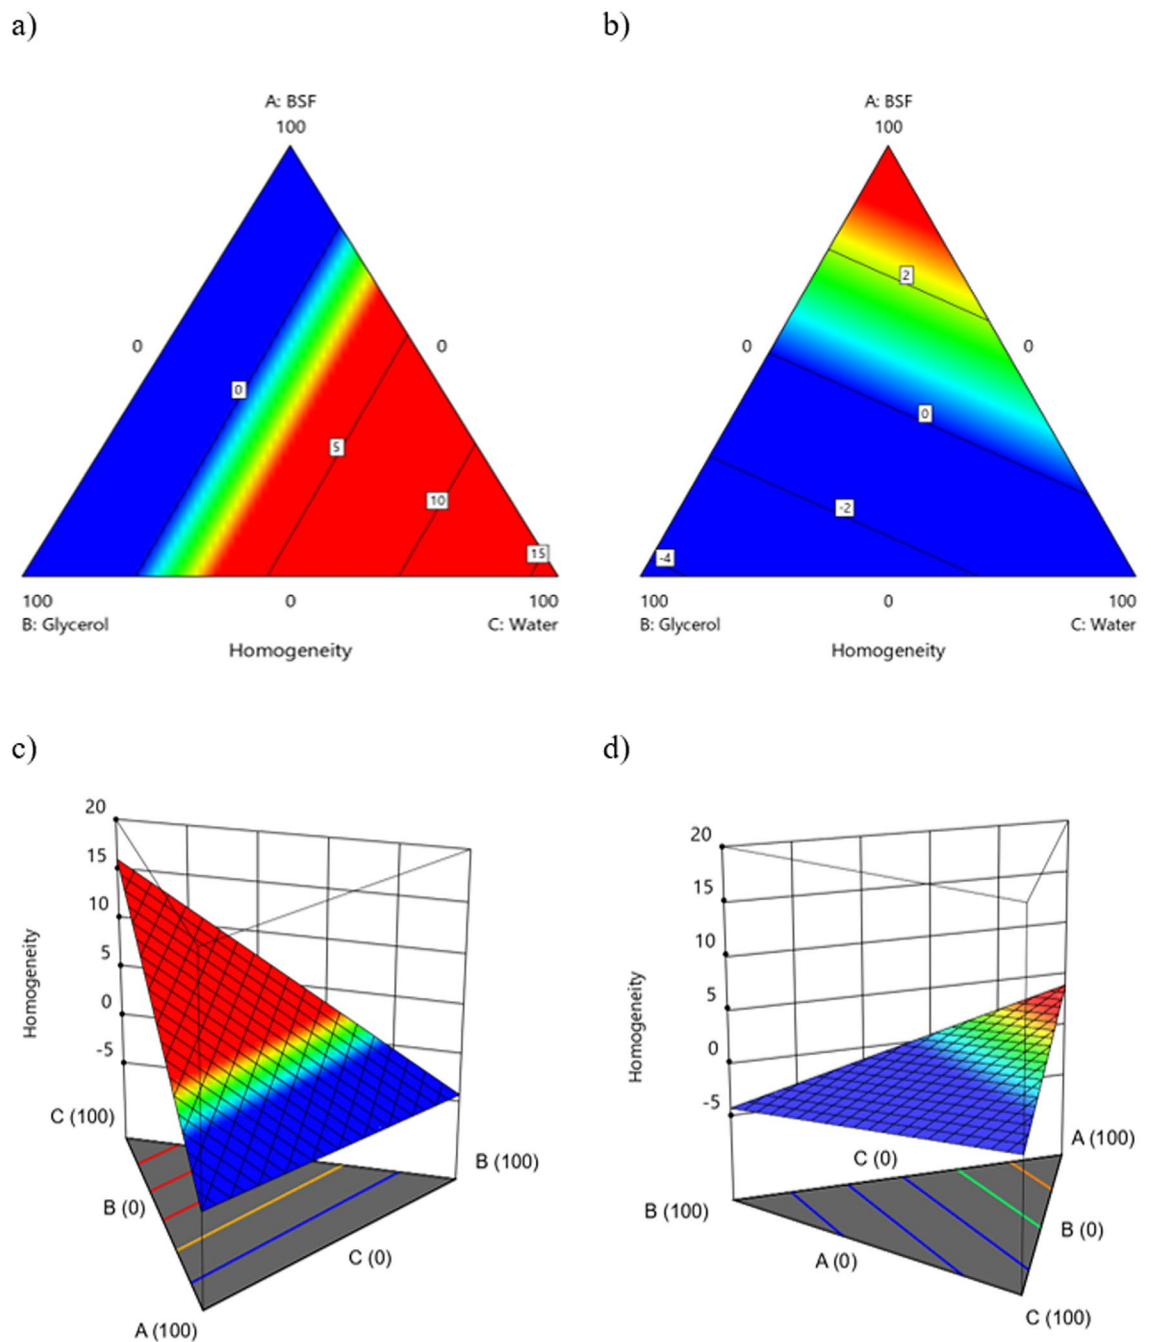 a)
b)
A: BSF
100
A: BSF
100
2
0
0
0
0
0
0
5
-2
10
15
-4
100
0
100
100
0
100
B: Glycerol
C: Water
B: Glycerol
C: Water
Homogeneity
Homogeneity
c)
d)
20
15
10
5
0
-5
Homogeneity
C (100)
B (0)
A (100)
C (0)
B (100)
20
15
10
5
0
-5
Homogeneity
B (100)
C (0)
A (0)
A (100)
B (0)
C (100)